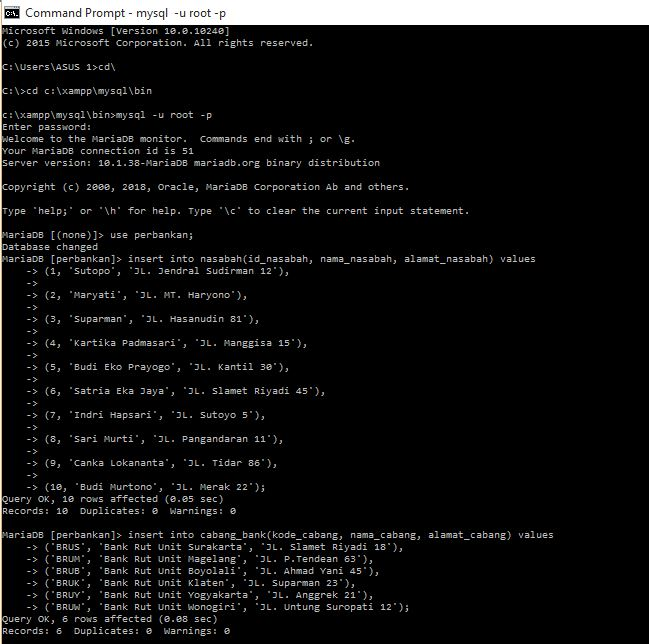 Command Prompt - mysql -u root -p
Microsoft Windows [Version 10.0.10240]
(c) 2015 Microsoft Corporation. All rights reserved.
C:\Users\ASUS 1>cd\
C:\>cd c:\xampp\mysql\bin
c:\xampp\mysql\bin>mysql -u root -p
Enter password:
Welcome to the MariaDB monitor.  Commands end with ; or \g.
Your MariaDB connection id is 51
Server version: 10.1.38-MariaDB mariadb.org binary distribution
Copyright (c) 2000, 2018, Oracle, MariaDB Corporation Ab and others.
Type 'help;' or '\h' for help. Type '\c' to clear the current input statement.
MariaDB [(none)]> use perbankan;
Database changed
MariaDB [perbankan]> insert into nasabah(id_nasabah, nama_nasabah, alamat_nasabah) values
    -> (1, 'Sutopo', 'JL. Jendral Sudirman 12'),
    ->
    -> (2, 'Maryati', 'JL. MT. Haryono'),
    ->
    -> (3, 'Suparman', 'JL. Hasanudin 81'),
    ->
    -> (4, 'Kartika Padmasari', 'JL. Manggisa 15'),
    ->
    -> (5, 'Budi Eko Prayogo', 'JL. Kantil 30'),
    ->
    -> (6, 'Satria Eka Jaya', 'JL. Slamet Riyadi 45'),
    ->
    -> (7, 'Indri Hapsari', 'JL. Sutoyo 5'),
    ->
    -> (8, 'Sari Murti', 'JL. Pangandaran 11'),
    ->
    -> (9, 'Canka Lokananta', 'JL. Tidar 86'),
    ->
    -> (10, 'Budi Murtono', 'JL. Merak 22');
Query OK, 10 rows affected (0.05 sec)
Records: 10  Duplicates: 0  Warnings: 0
MariaDB [perbankan]> insert into cabang_bank(kode_cabang, nama_cabang, alamat_cabang) values
    -> ('BRUS', 'Bank Rut Unit Surakarta', 'JL. Slamet Riyadi 18'),
    -> ('BRUM', 'Bank Rut Unit Magelang', 'JL. P.Tendean 63'),
    -> ('BRUB', 'Bank Rut Unit Boyolali', 'JL. Ahmad Yani 45'),
    -> ('BRUK', 'Bank Rut Unit Klaten', 'JL. Suparman 23'),
    -> ('BRUY', 'Bank Rut Unit Yogyakarta', 'JL. Anggrek 21'),
    -> ('BRUW', 'Bank Rut Unit Wonogiri', 'JL. Untung Suropati 12');
Query OK, 6 rows affected (0.08 sec)
Records: 6  Duplicates: 0  Warnings: 0